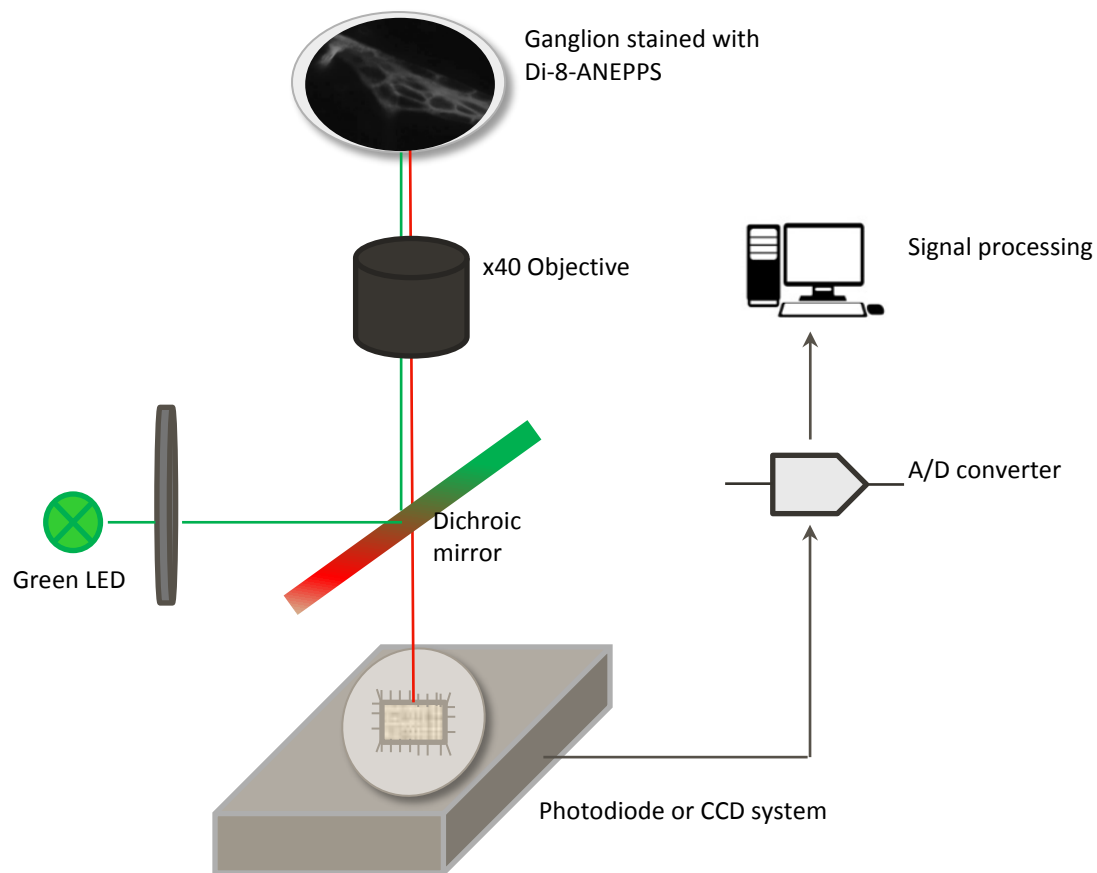 Ganglion stained with
Di-8-ANEPPS
x40 Objective
Signal processing
A/D converter
Dichroic
mirror
Green LED
Photodiode or CCD system